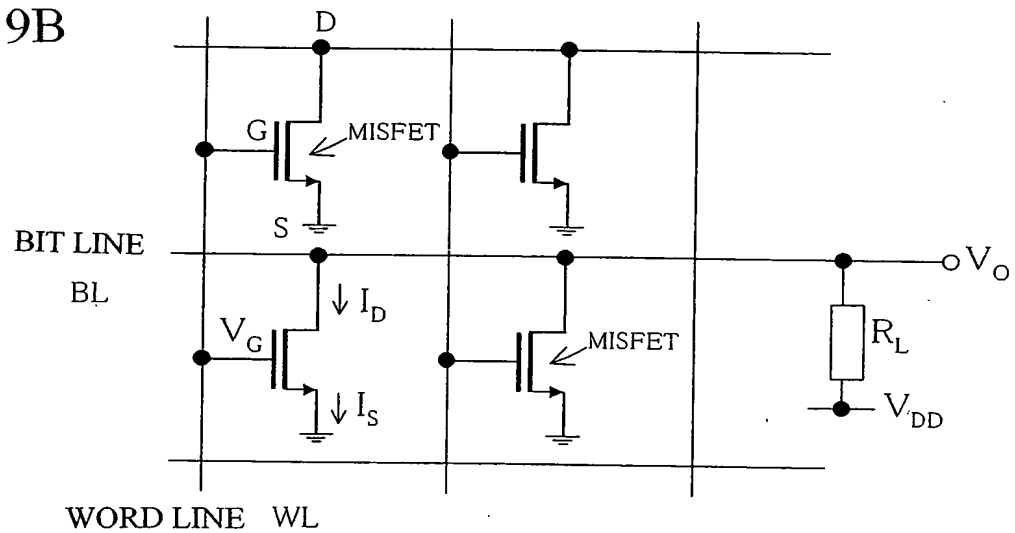 9B
D
G
MISFET
S
BIT LINE
BL
V_O
I_D
V_G
MISFET
R_L
I_S
V_DD
WORD LINE WL